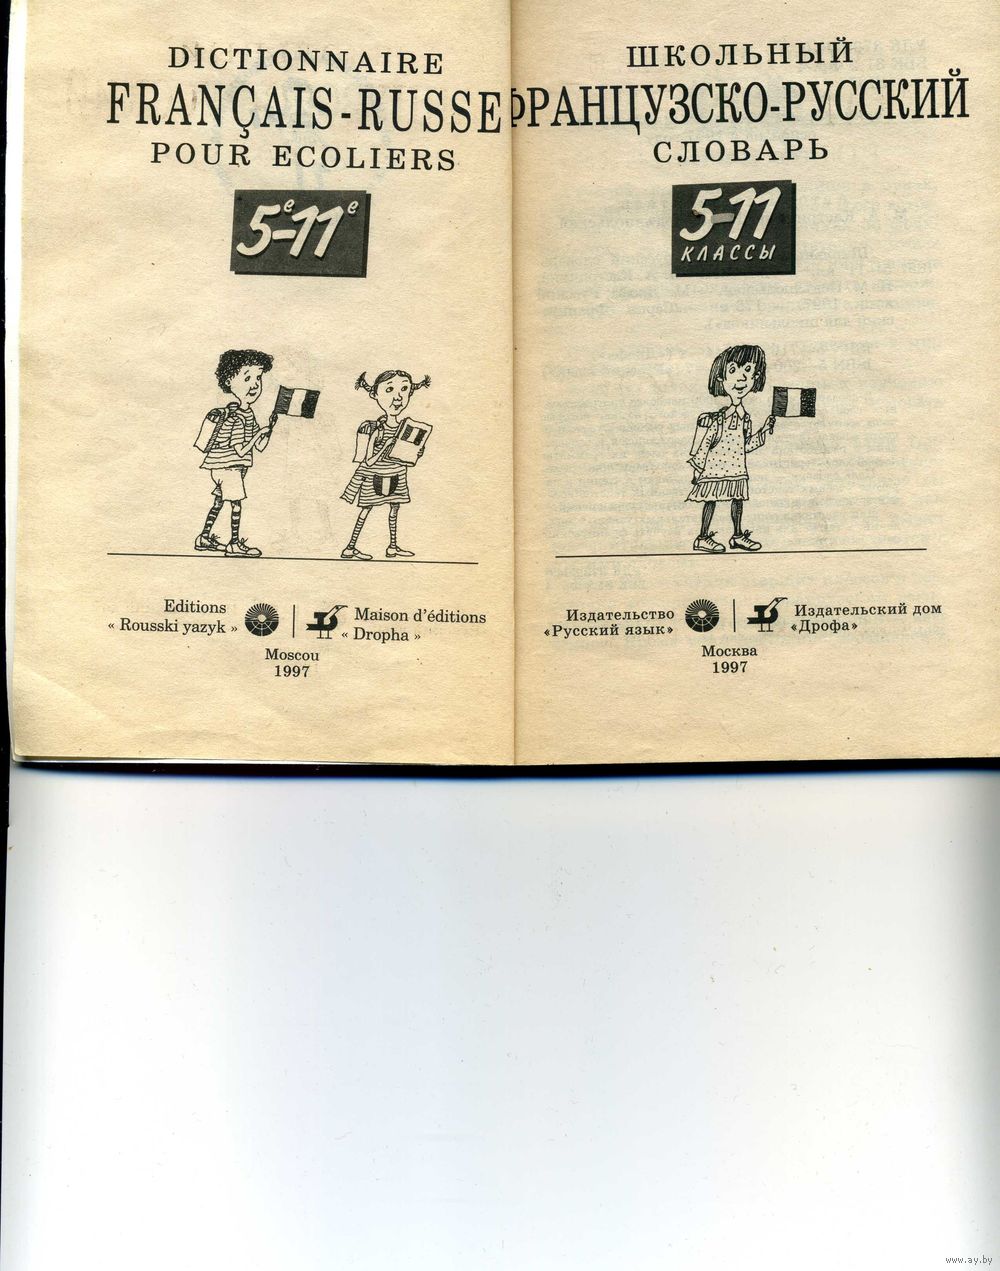 DICTIONNAIRE
FRANÇAIS-RUSSE
POUR ECOLIERS
5e-11e
Editions
« Rousski yazyk »
Maison d'éditions
« Dropha »
Moscou
1997
ШКОЛЬНЫЙ
ФРАНЦУЗСКО-РУССКИЙ
СЛОВАРЬ
5-11
КЛАССЫ
Издательство
«Русский язык»
Издательский дом
«Дрофа»
Москва
1997
www.ay.by